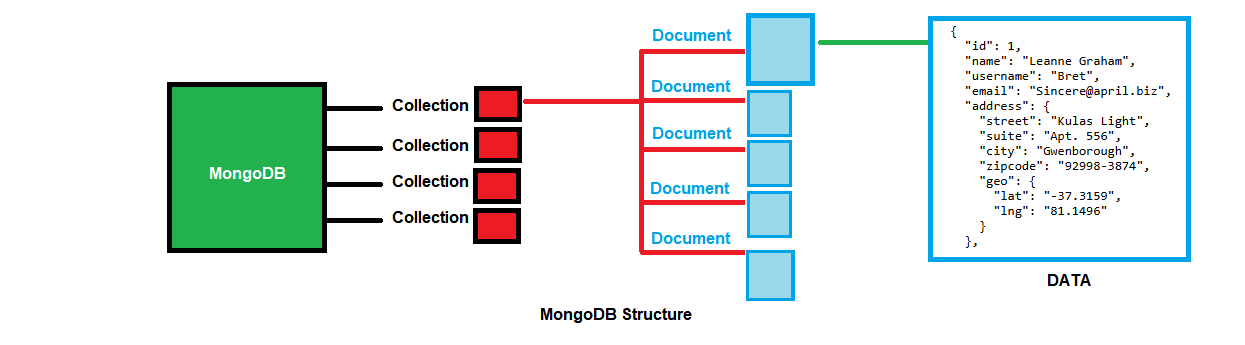 MongoDB
Collection
Collection
Collection
Collection
Document
Document
Document
Document
Document
{
  "id": 1,
  "name": "Leanne Graham",
  "username": "Bret",
  "email": "Sincere@april.biz",
  "address": {
    "street": "Kulas Light",
    "suite": "Apt. 556",
    "city": "Gwenborough",
    "zipcode": "92998-3874",
    "geo": {
      "lat": "-37.3159",
      "lng": "81.1496"
    }
  },
DATA
MongoDB Structure